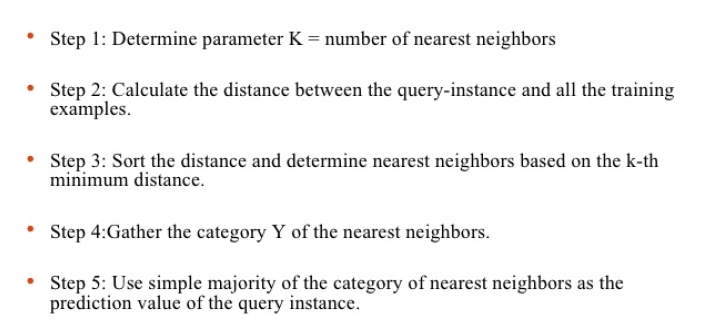 • Step 1: Determine parameter K = number of nearest neighbors
• Step 2: Calculate the distance between the query-instance and all the training
examples.
• Step 3: Sort the distance and determine nearest neighbors based on the k-th
minimum distance.
• Step 4:Gather the category Y of the nearest neighbors.
• Step 5: Use simple majority of the category of nearest neighbors as the
prediction value of the query instance.